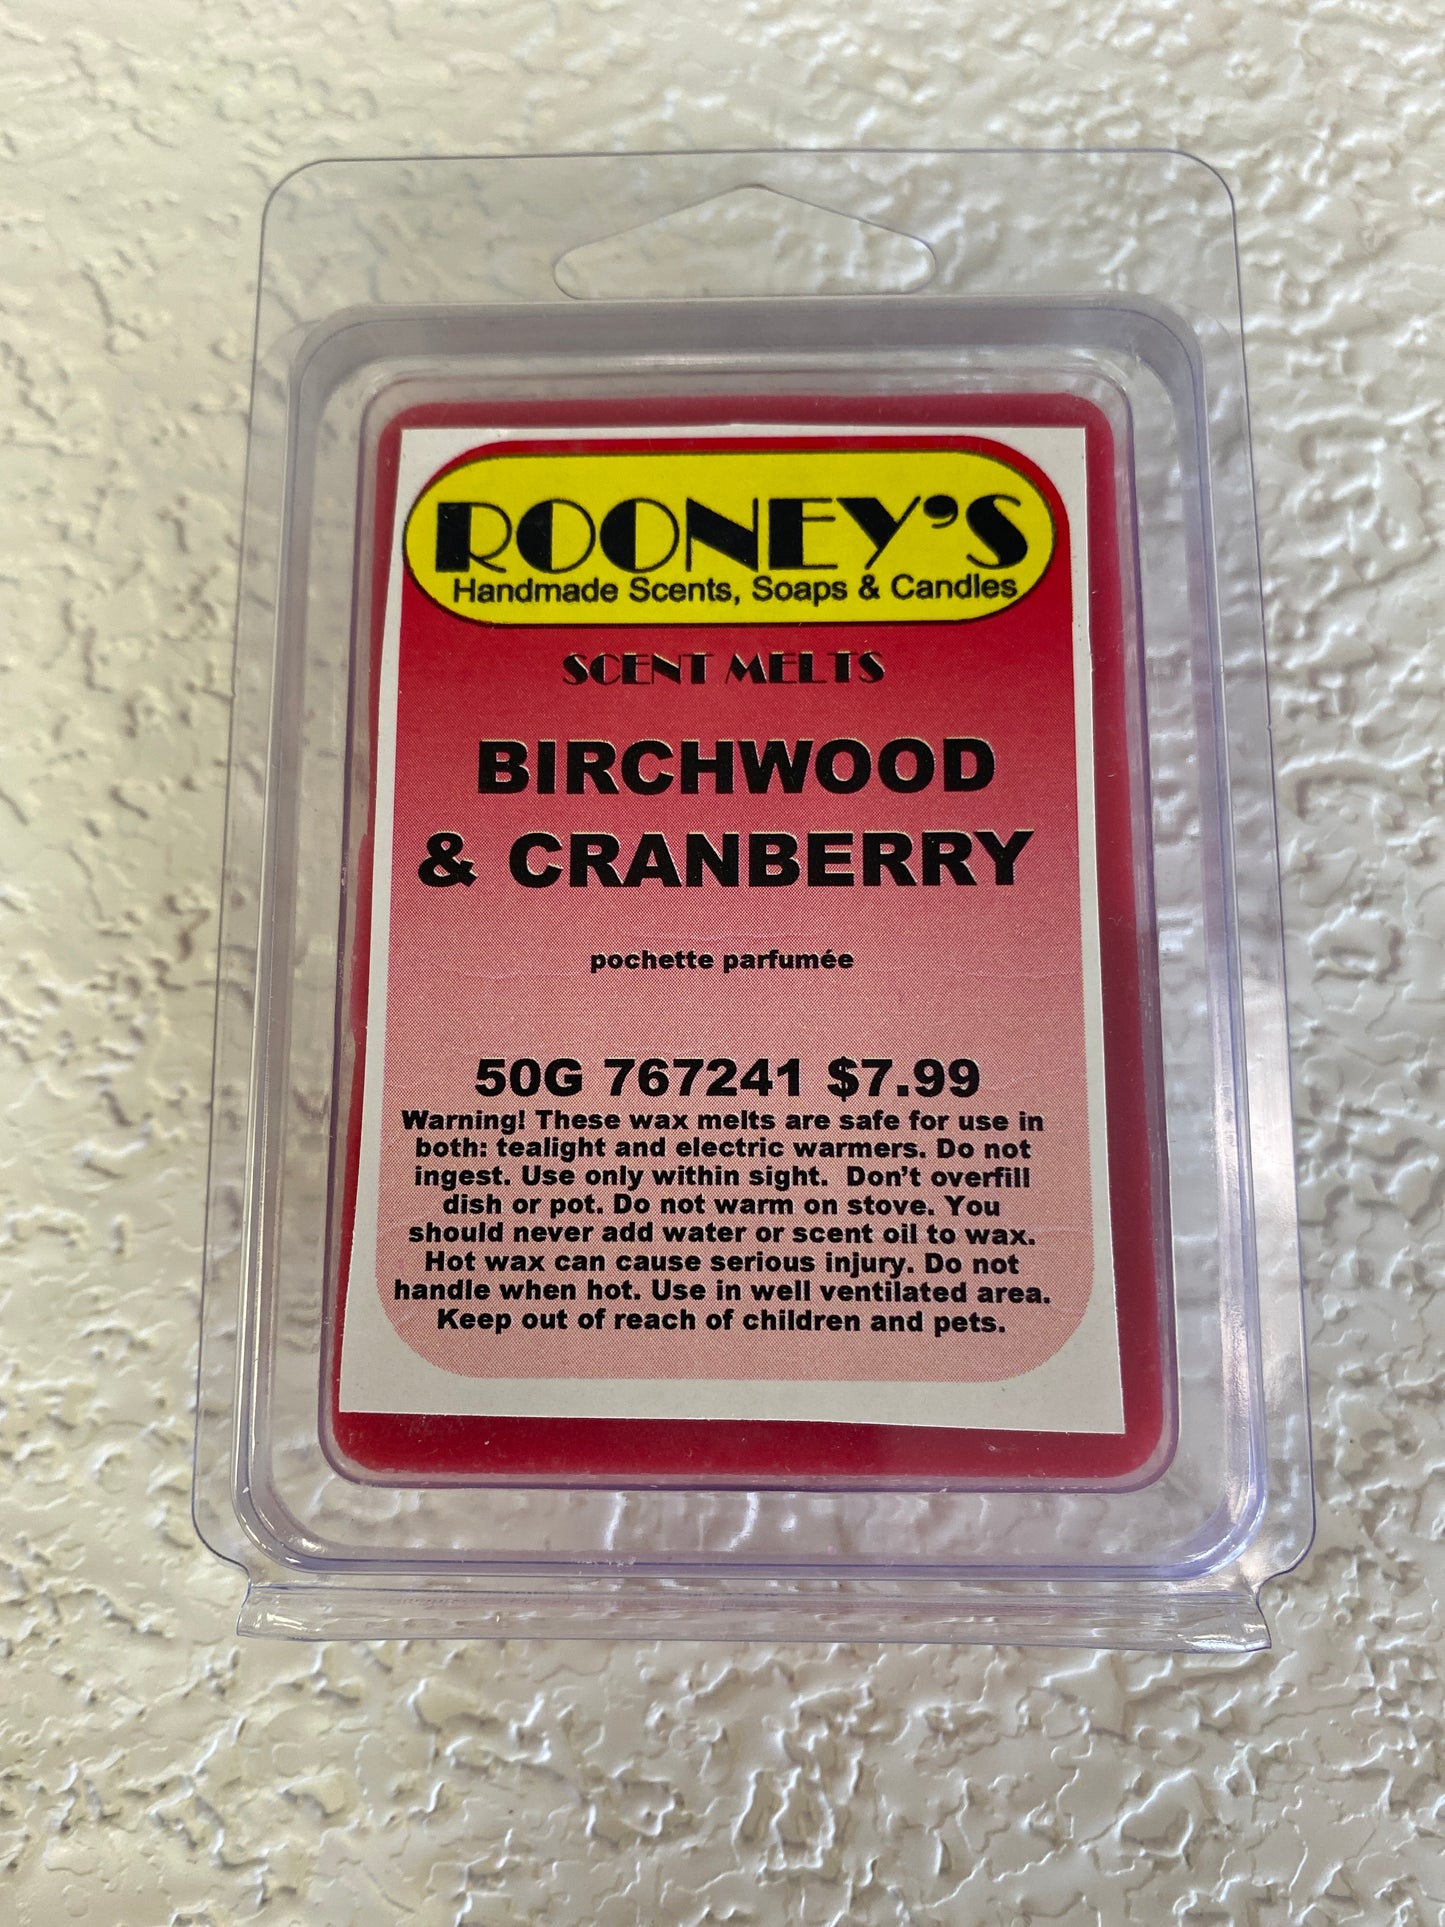 ROONEY'S
Handmade Scents, Soaps & Candles
SCENT MELTS
BIRCHWOOD
& CRANBERRY
pochette parfumée
50G 767241 $7.99
Warning! These wax melts are safe for use in
both: tealight and electric warmers. Do not
ingest. Use only within sight.  Don't overfill
dish or pot. Do not warm on stove. You
should never add water or scent oil to wax.
Hot wax can cause serious injury. Do not
handle when hot. Use in well ventilated area.
Keep out of reach of children and pets.